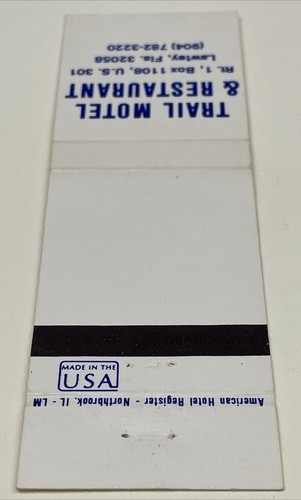 TRAIL MOTEL
& RESTAURANT
Rt. 1, Box 1108, U.S. 301
Lawtey, Fla. 32058
(904) 782-3220
MADE IN THE
USA
American Hotel Register - Northbrook, IL - LM